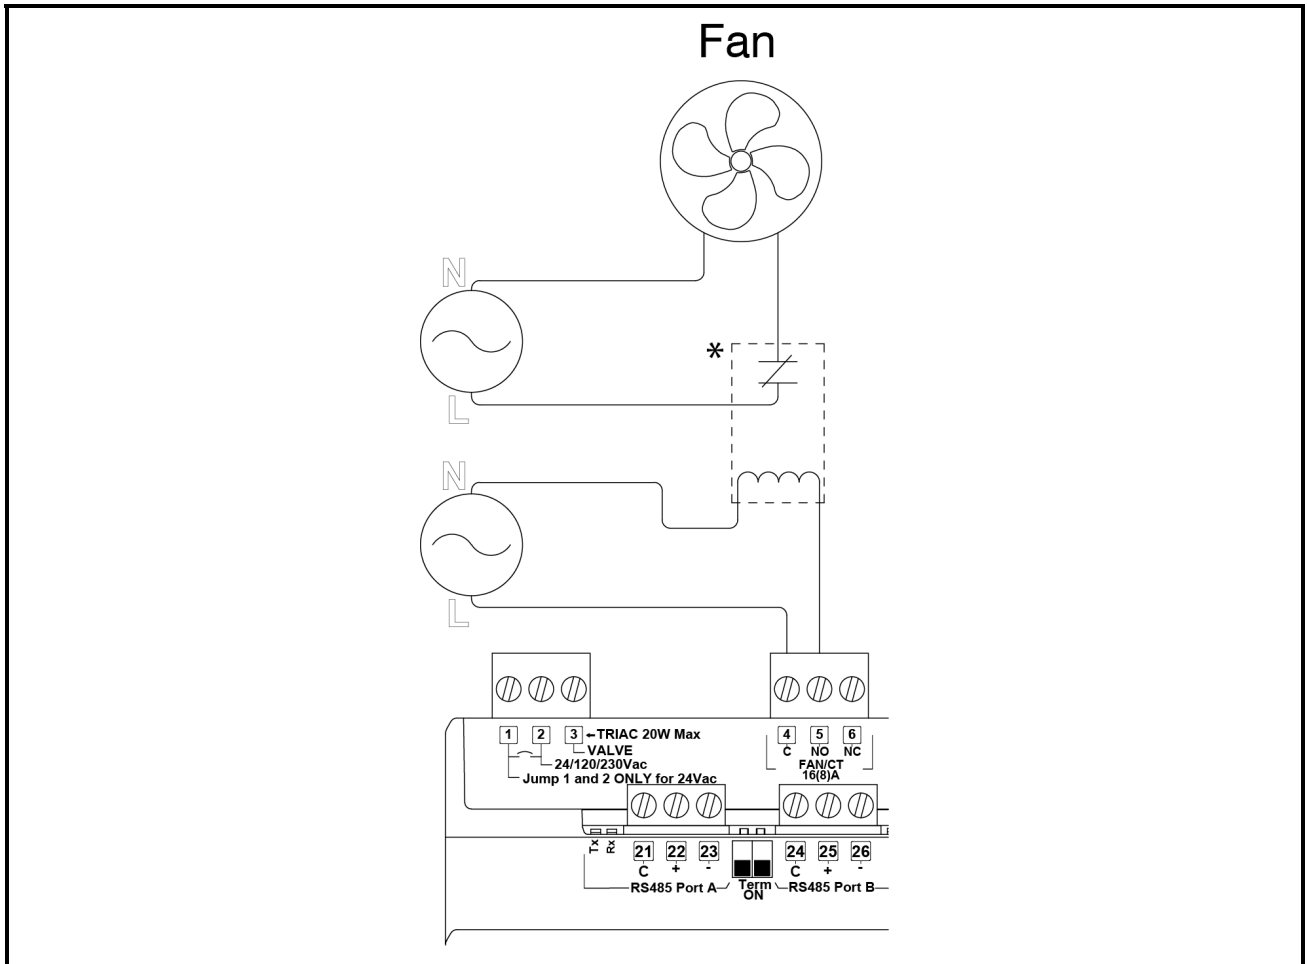 Fan
N
*
L
N
L
1 2 3 ←TRIAC 20W Max
VALVE
24/120/230Vac
Jump 1 and 2 ONLY for 24Vac
4 5 6
C NO NC
FAN/CT
16(8)A
Tx Rx
21 22 23
C + -
RS485 Port A
Term
ON
24 25 26
C + -
RS485 Port B